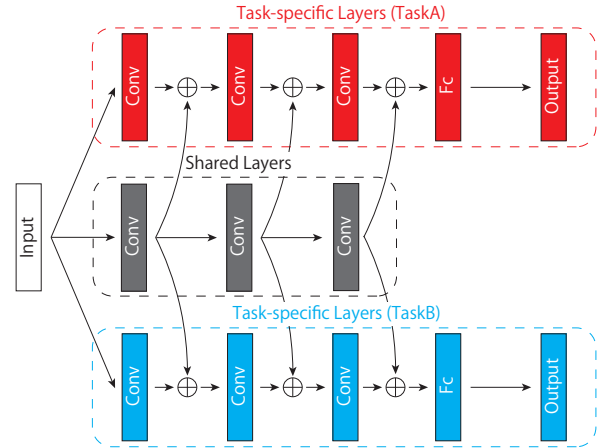 Task-specific Layers (TaskA)
Conv
Conv
Conv
Fc
Output
Shared Layers
Input
Conv
Conv
Conv
Task-specific Layers (TaskB)
Conv
Conv
Conv
Fc
Output